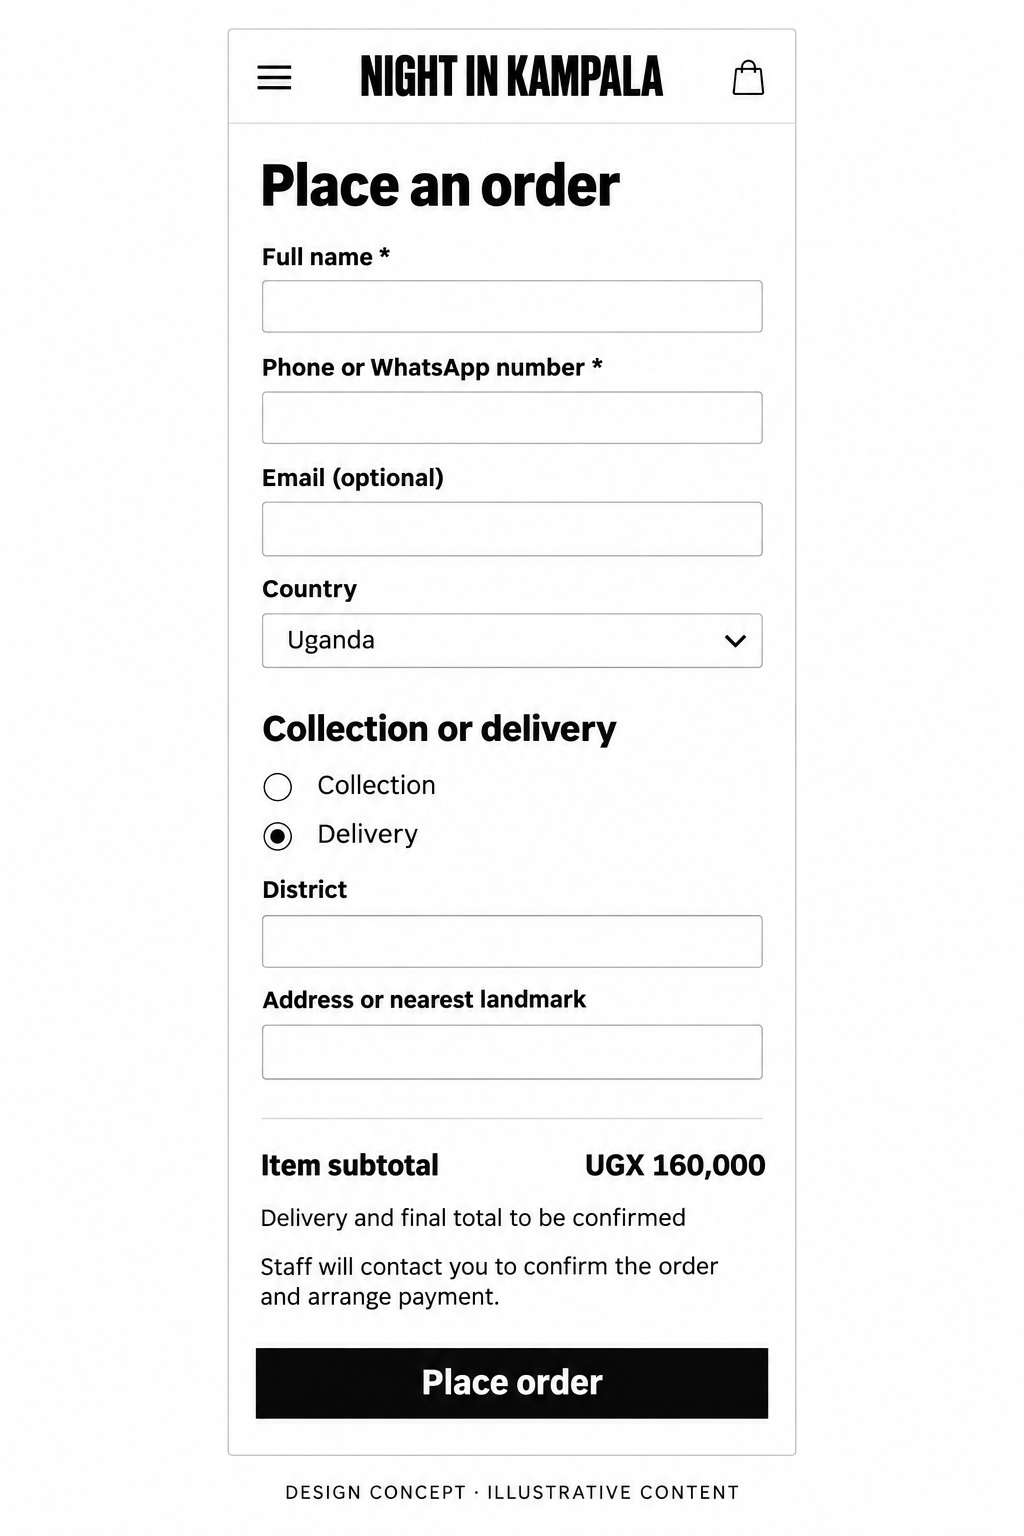 NIGHT IN KAMPALA
Place an order
Full name *
Phone or WhatsApp number *
Email (optional)
Country
Uganda
Collection or delivery
Collection
Delivery
District
Address or nearest landmark
Item subtotal UGX 160,000
Delivery and final total to be confirmed
Staff will contact you to confirm the order
and arrange payment.
Place order
DESIGN CONCEPT · ILLUSTRATIVE CONTENT